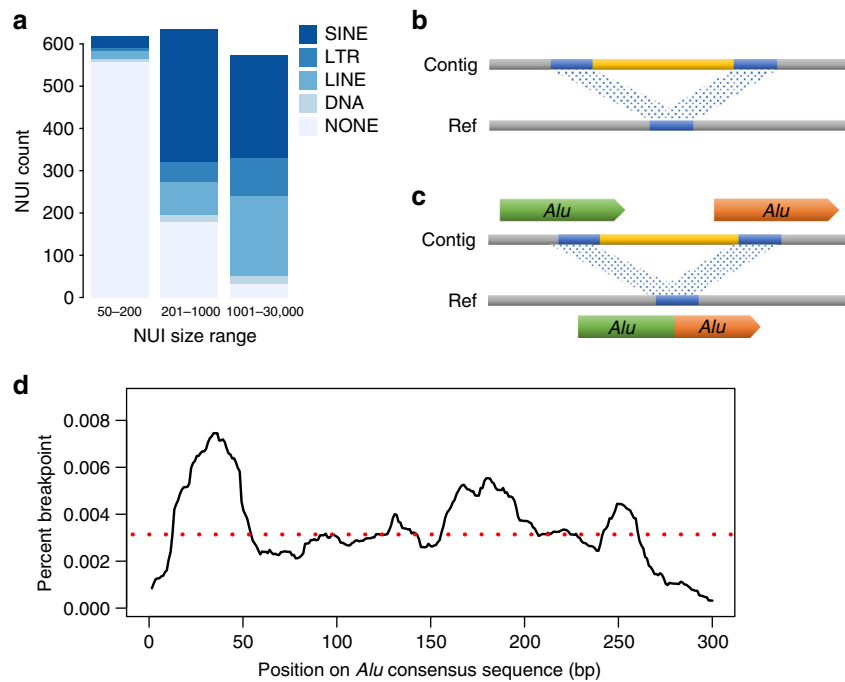 a
SINE
LTR
LINE
DNA
NONE
NUI count
600
500
400
300
200
100
0
50–200
201–1000
1001–30,000
NUI size range
b
Contig
Ref
c
Alu
Alu
Contig
Ref
Alu
Alu
d
Percent breakpoint
0.008
0.006
0.004
0.002
0.000
0
50
100
150
200
250
300
Position on Alu consensus sequence (bp)